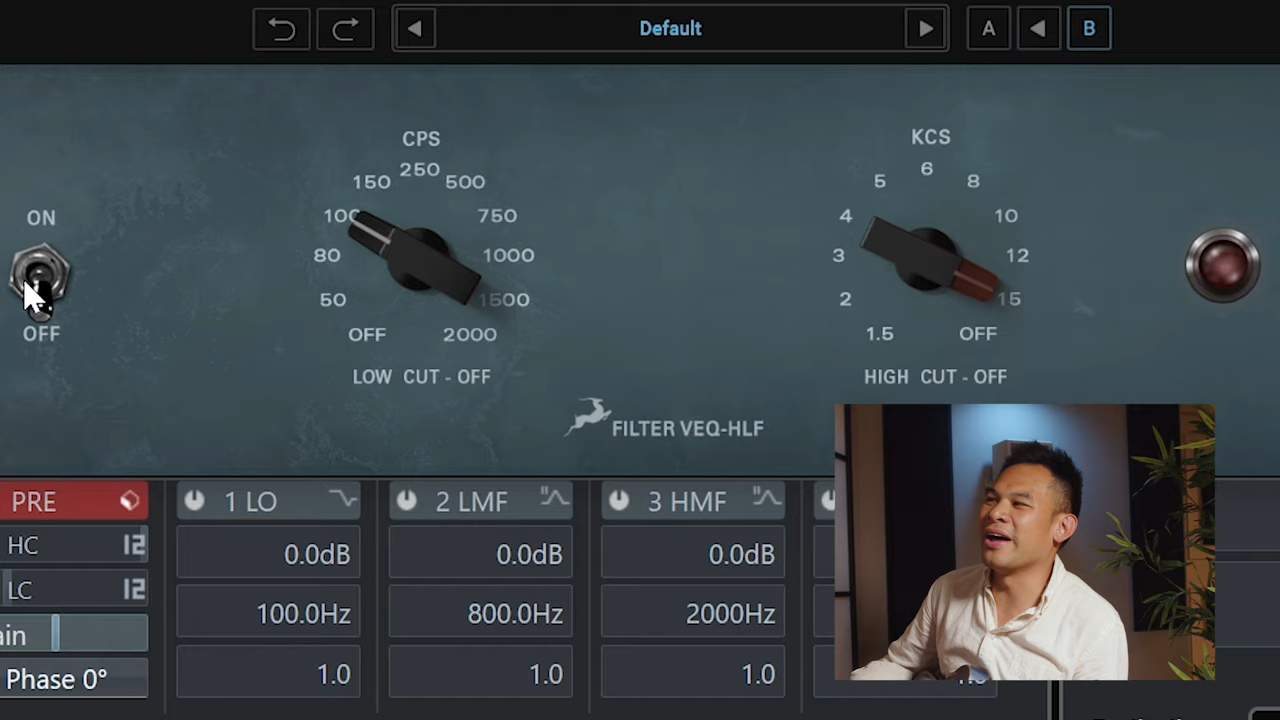 Default
A
B
CPS
KCS
250
6
150
500
5
8
100
750
4
10
ON
80
1000
3
12
50
1500
2
15
OFF
OFF
2000
1.5
OFF
LOW CUT - OFF
HIGH CUT - OFF
FILTER VEQ-HLF
PRE
1 LO
2 LMF
3 HMF
HC
12
0.0dB
0.0dB
0.0dB
LC
12
100.0Hz
800.0Hz
2000Hz
ain
Phase 0°
1.0
1.0
1.0